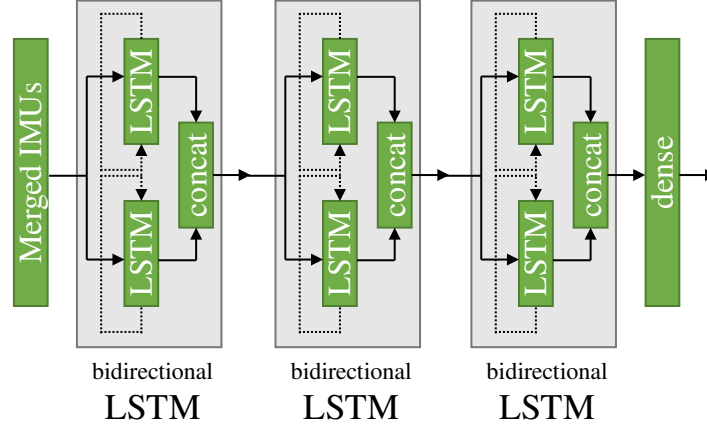 Merged IMUs
LSTM
LSTM
concat
bidirectional
LSTM
LSTM
LSTM
concat
bidirectional
LSTM
LSTM
LSTM
concat
bidirectional
LSTM
dense